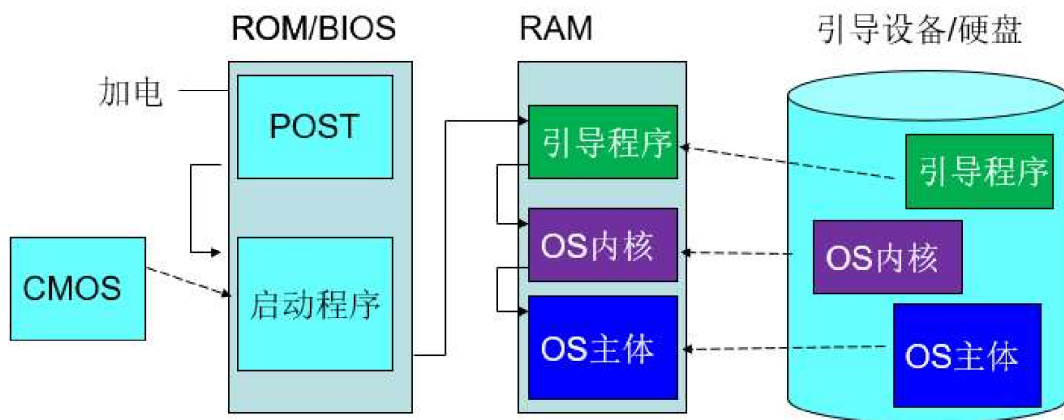 ROM/BIOS
RAM
引导设备/硬盘
加电
POST
引导程序
引导程序
OS内核
OS内核
CMOS
启动程序
OS主体
OS主体